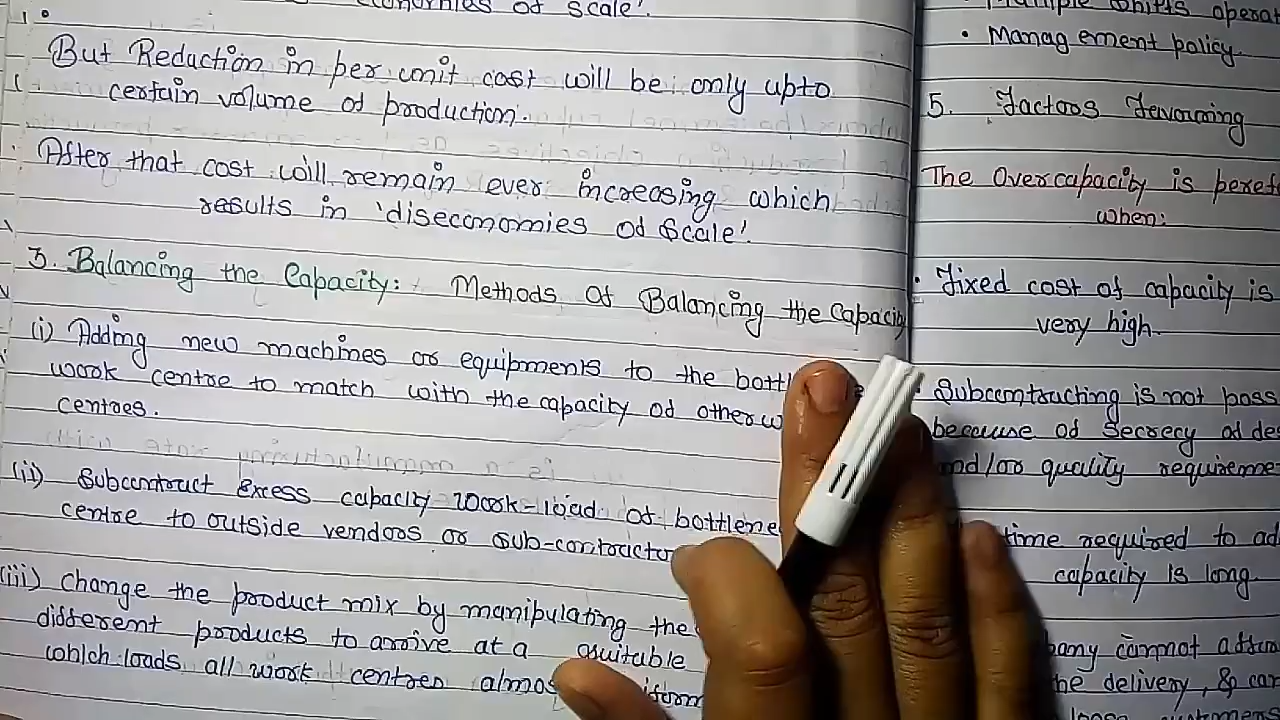 economies of scale'.
But Reduction in per unit cost will be only upto
certain volume of production.
After that cost will remain ever increasing which
results in 'diseconomies of Scale'.
3. Balancing the Capacity: Methods of Balancing the Capacity
(i) Adding new machines or equipments to the
work centre to match with the capacity of other
centres.
(ii) Subcontract excess capacity work-load of
centre to outside vendors or sub-contractor
(iii) Change the product mix by manipulating the
different products to arrive at a suitable
which loads all work centres
operat
• Management policy.
5. Factors Fevouring
The Overcapacity is peref
when:
• Fixed cost of capacity is
very high.
• Subcontracting is not poss
because of secrecy of de
and/or quality requireme
time required to ad
capacity is long.
cannot
the delivery, & can
customers